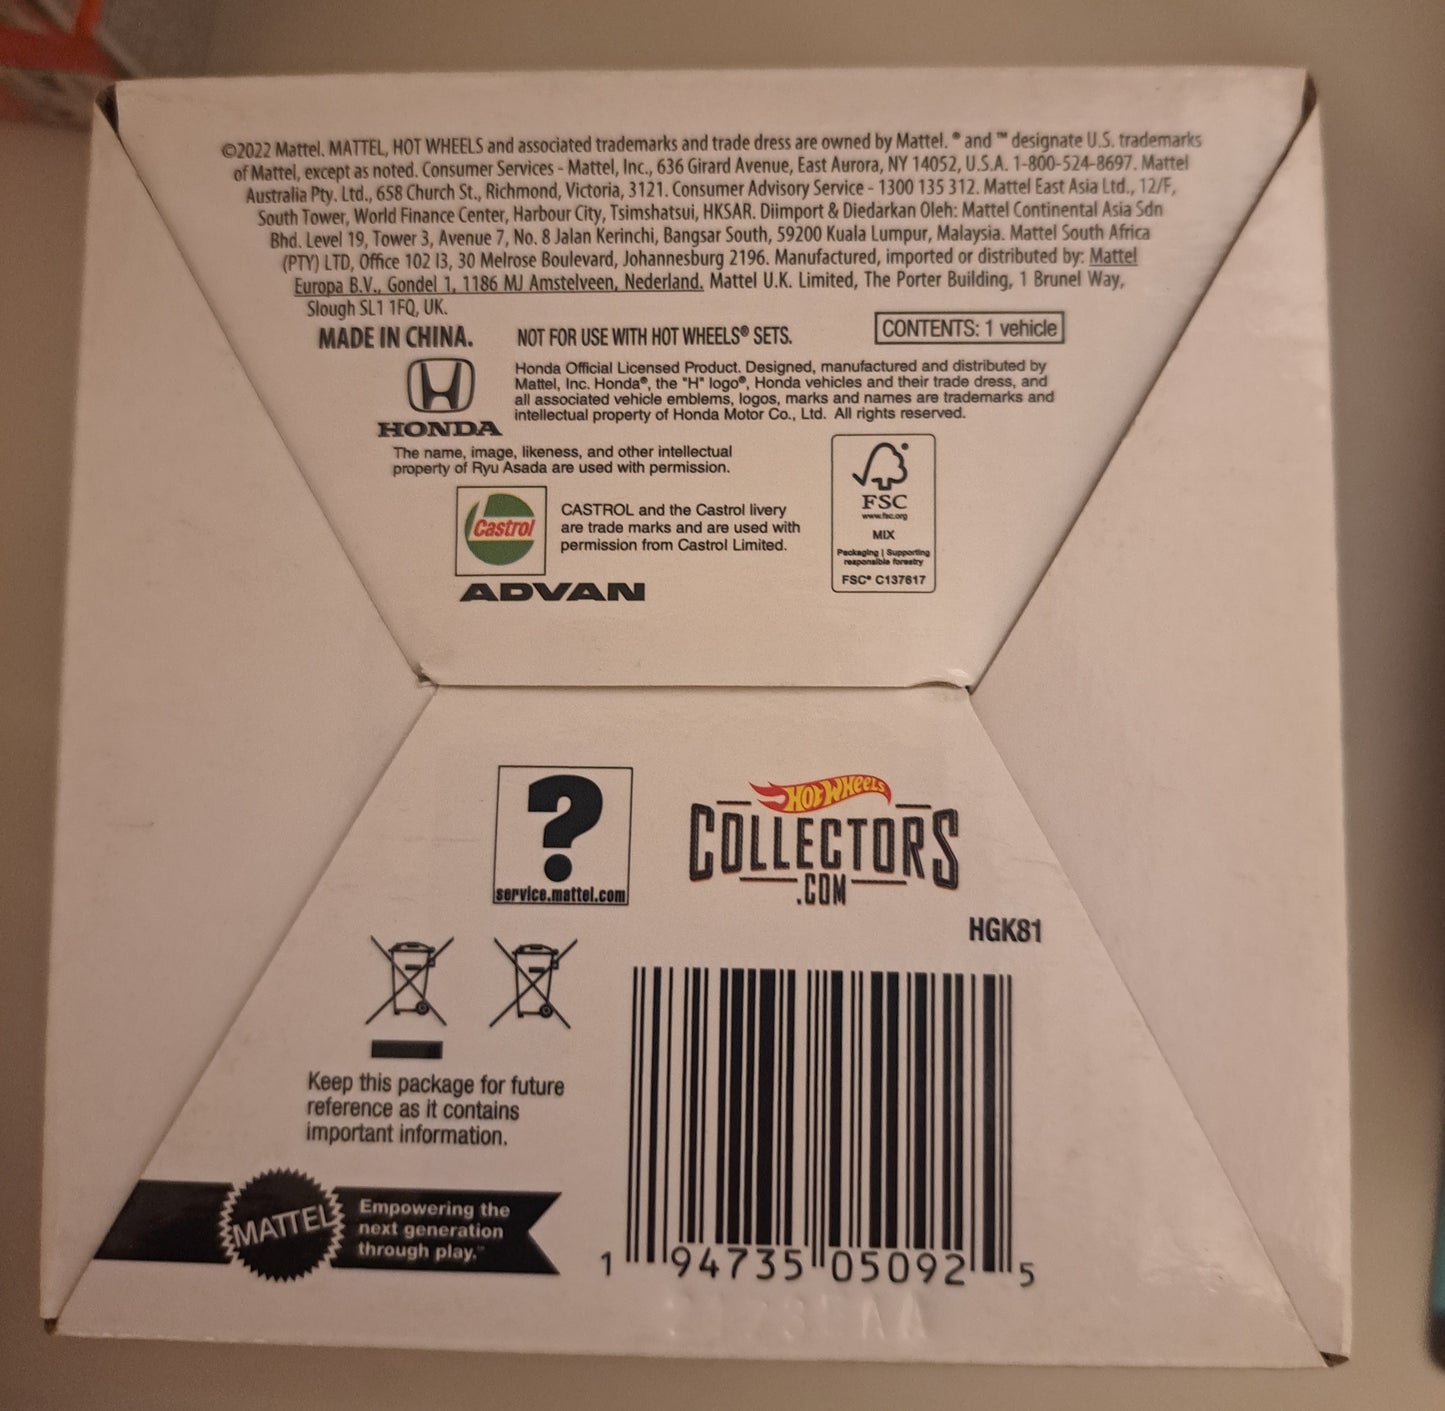 ©2022 Mattel. MATTEL, HOT WHEELS and associated trademarks and trade dress are owned by Mattel. ® and ™ designate U.S. trademarks
of Mattel, except as noted. Consumer Services - Mattel, Inc., 636 Girard Avenue, East Aurora, NY 14052, U.S.A. 1-800-524-8697. Mattel
Australia Pty. Ltd., 658 Church St., Richmond, Victoria, 3121. Consumer Advisory Service - 1300 135 312. Mattel East Asia Ltd., 12/F,
South Tower, World Finance Center, Harbour City, Tsimshatsui, HKSAR. Diimport & Diedarkan Oleh: Mattel Continental Asia Sdn
Bhd. Level 19, Tower 3, Avenue 7, No. 8 Jalan Kerinchi, Bangsar South, 59200 Kuala Lumpur, Malaysia. Mattel South Africa
(PTY) LTD, Office 102 I3, 30 Melrose Boulevard, Johannesburg 2196. Manufactured, imported or distributed by: Mattel
Europa B.V., Gondel 1, 1186 MJ Amstelveen, Nederland. Mattel U.K. Limited, The Porter Building, 1 Brunel Way,
Slough SL1 1FQ, UK.
MADE IN CHINA. NOT FOR USE WITH HOT WHEELS® SETS. CONTENTS: 1 vehicle
HONDA
Honda Official Licensed Product. Designed, manufactured and distributed by
Mattel, Inc. Honda®, the "H" logo®, Honda vehicles and their trade dress, and
all associated vehicle emblems, logos, marks and names are trademarks and
intellectual property of Honda Motor Co., Ltd. All rights reserved.
The name, image, likeness, and other intellectual
property of Ryu Asada are used with permission.
Castrol
CASTROL and the Castrol livery
are trade marks and are used with
permission from Castrol Limited.
ADVAN
FSC
www.fsc.org
MIX
Packaging | Supporting
responsible forestry
FSC® C137617
?
service.mattel.com
Hot Wheels
COLLECTORS
.COM
HGK81
Keep this package for future
reference as it contains
important information.
MATTEL
Empowering the
next generation
through play.™
1 94735 05092 5